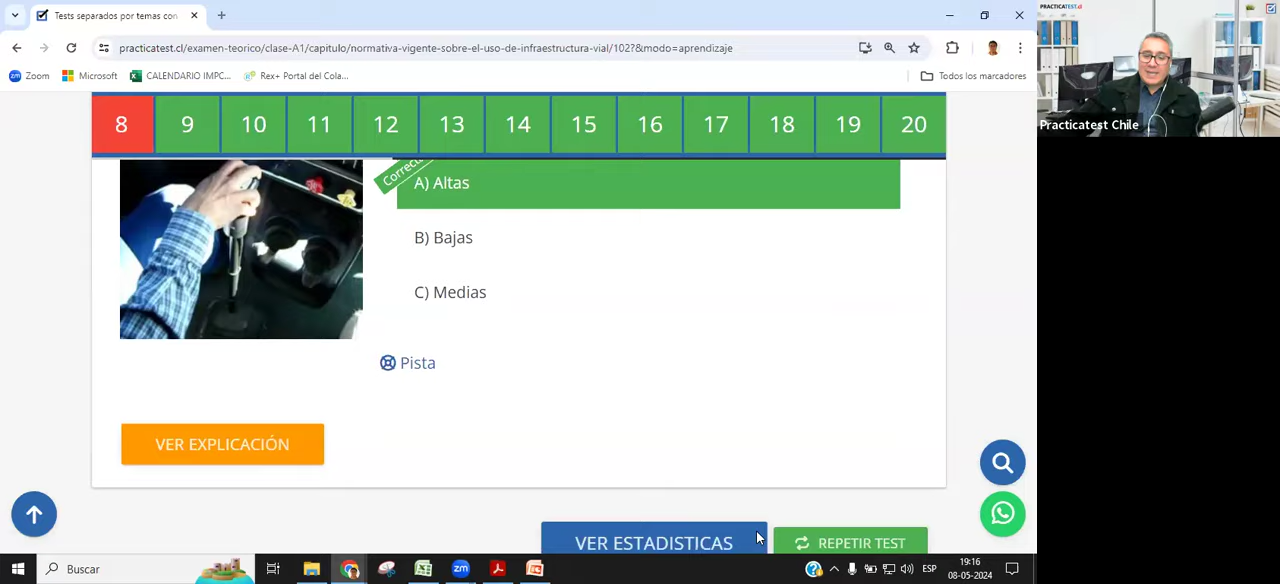 Tests separados por temas con
practicatest.cl/examen-teorico/clase-A1/capitulo/normativa-vigente-sobre-el-uso-de-infraestructura-vial/102?&modo=aprendizaje
Zoom
Microsoft
CALENDARIO IMPC...
Rex+ Portal del Cola...
Todos los marcadores
PRACTICATEST.cl
Practicatest Chile
8 9 10 11 12 13 14 15 16 17 18 19 20
A) Altas
B) Bajas
C) Medias
Pista
VER EXPLICACIÓN
VER ESTADISTICAS
REPETIR TEST
Buscar
zm
ESP
19:16
08-05-2024